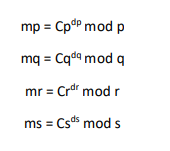 mp = Cp^dp mod p
mq = Cq^dq mod q
mr = Cr^dr mod r
ms = Cs^ds mod s